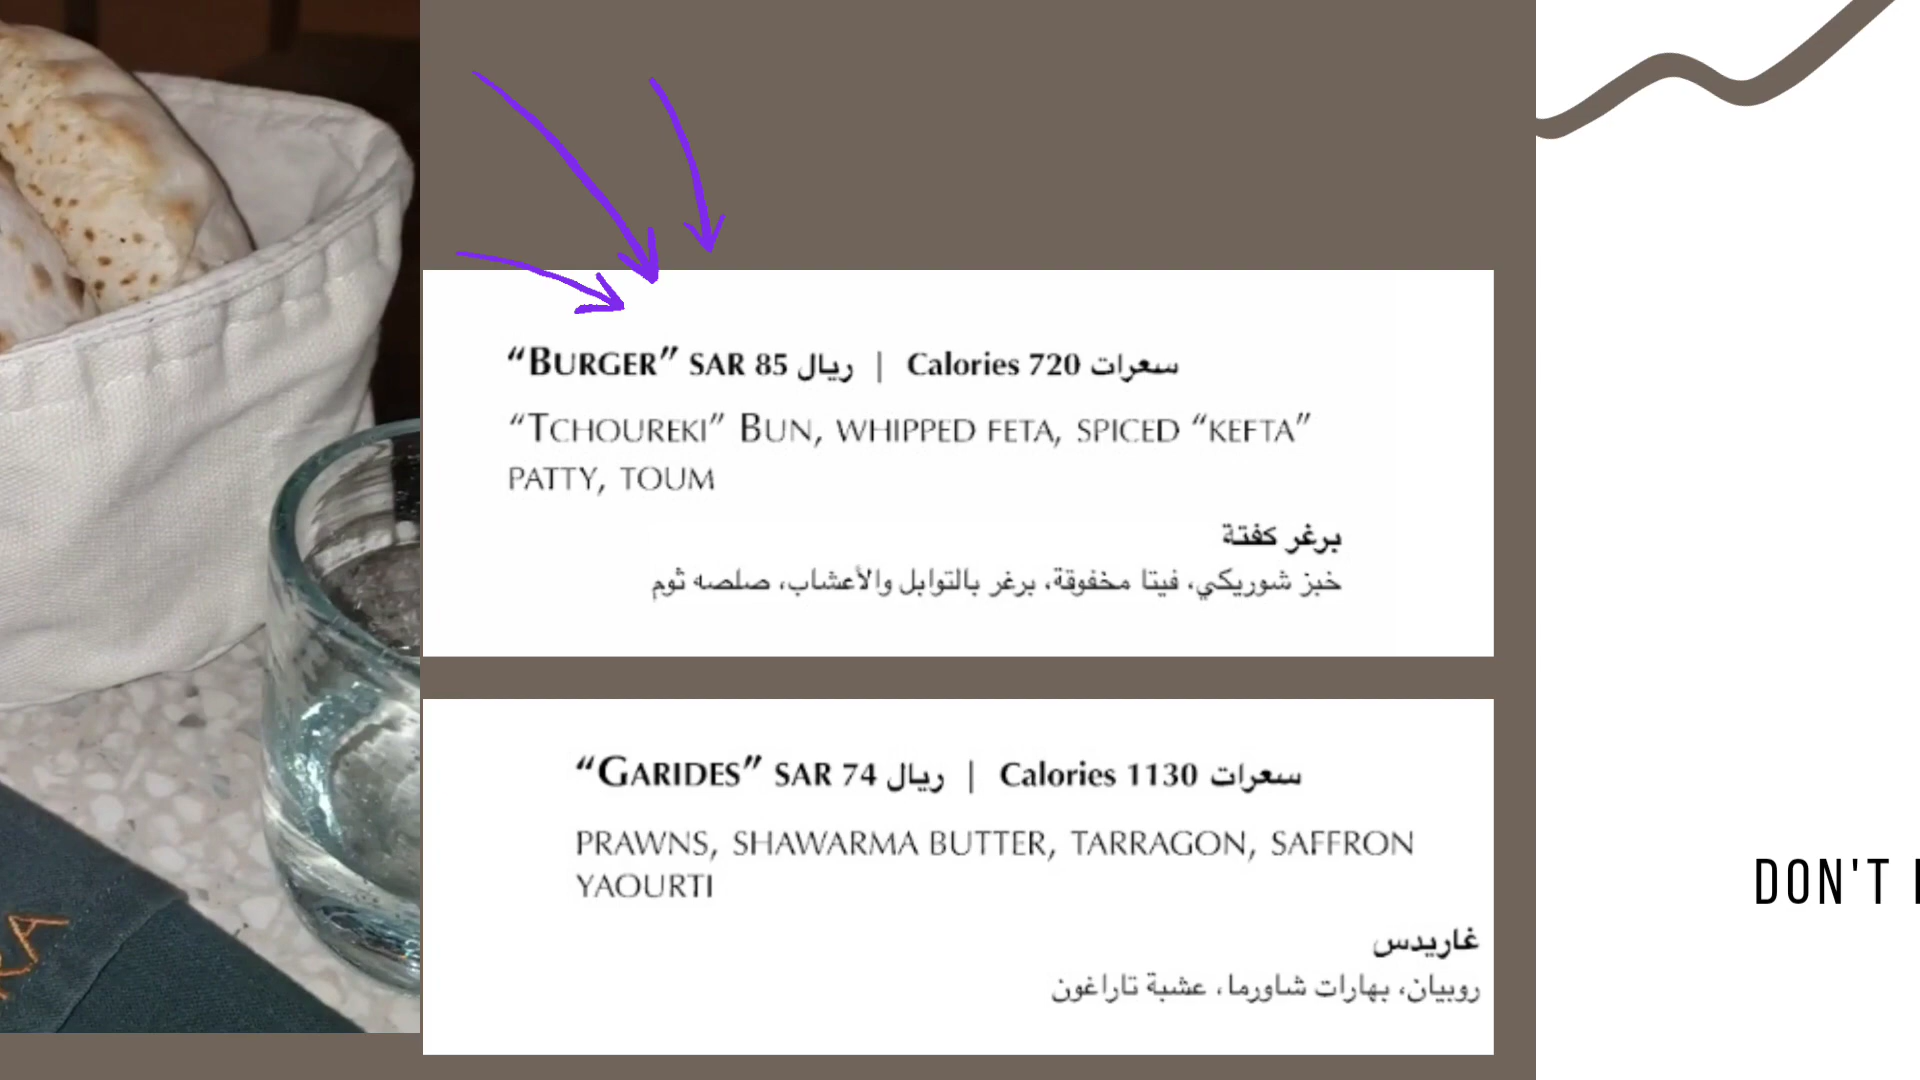 “BURGER” SAR 85 ريال | Calories 720 سعرات
“TCHOUREKI” BUN, WHIPPED FETA, SPICED “KEFTA”
PATTY, TOUM
برغر كفتة
خبز شوريكي، فيتا مخفوقة، برغر بالتوابل والأعشاب، صلصه ثوم
“GARIDES” SAR 74 ريال | Calories 1130 سعرات
PRAWNS, SHAWARMA BUTTER, TARRAGON, SAFFRON
YAOURTI
غاريدس
روبيان، بهارات شاورما، عشبة تاراغون
DON'T